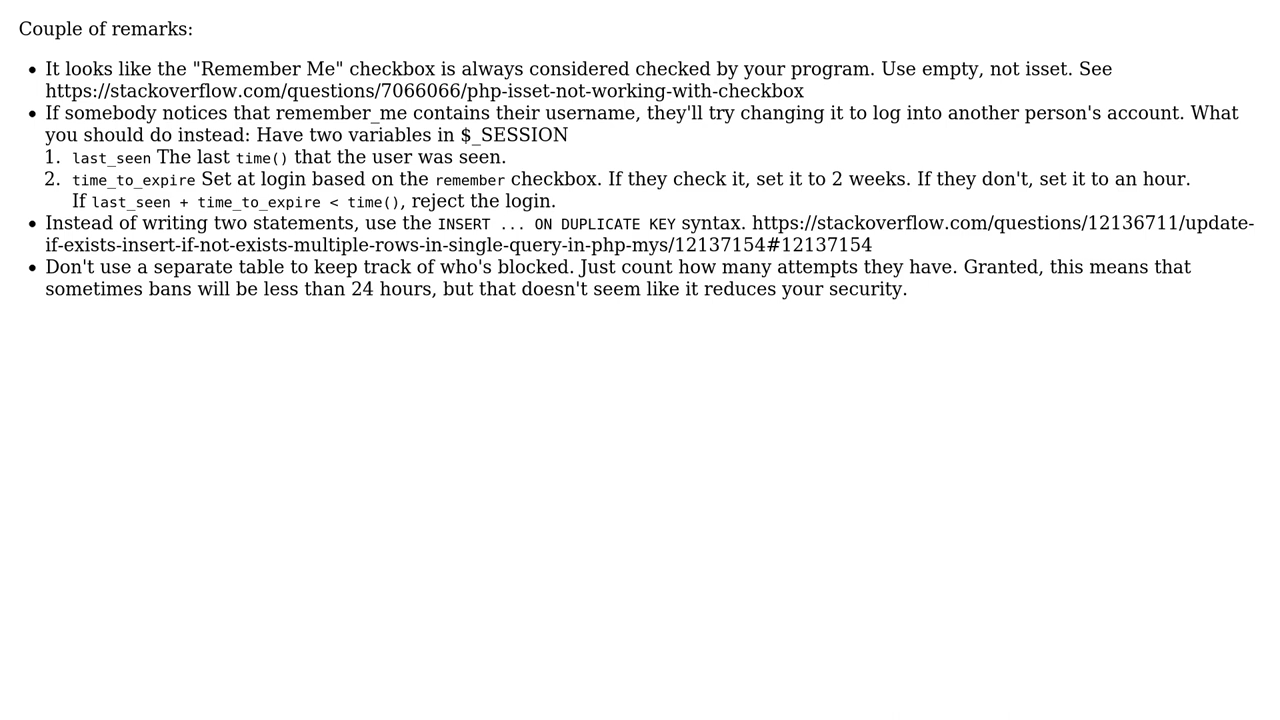 Couple of remarks:
• It looks like the "Remember Me" checkbox is always considered checked by your program. Use empty, not isset. See
https://stackoverflow.com/questions/7066066/php-isset-not-working-with-checkbox
• If somebody notices that remember_me contains their username, they'll try changing it to log into another person's account. What
you should do instead: Have two variables in $_SESSION
1. last_seen The last time() that the user was seen.
2. time_to_expire Set at login based on the remember checkbox. If they check it, set it to 2 weeks. If they don't, set it to an hour.
If last_seen + time_to_expire < time(), reject the login.
• Instead of writing two statements, use the INSERT ... ON DUPLICATE KEY syntax. https://stackoverflow.com/questions/12136711/update-
if-exists-insert-if-not-exists-multiple-rows-in-single-query-in-php-mys/12137154#12137154
• Don't use a separate table to keep track of who's blocked. Just count how many attempts they have. Granted, this means that
sometimes bans will be less than 24 hours, but that doesn't seem like it reduces your security.